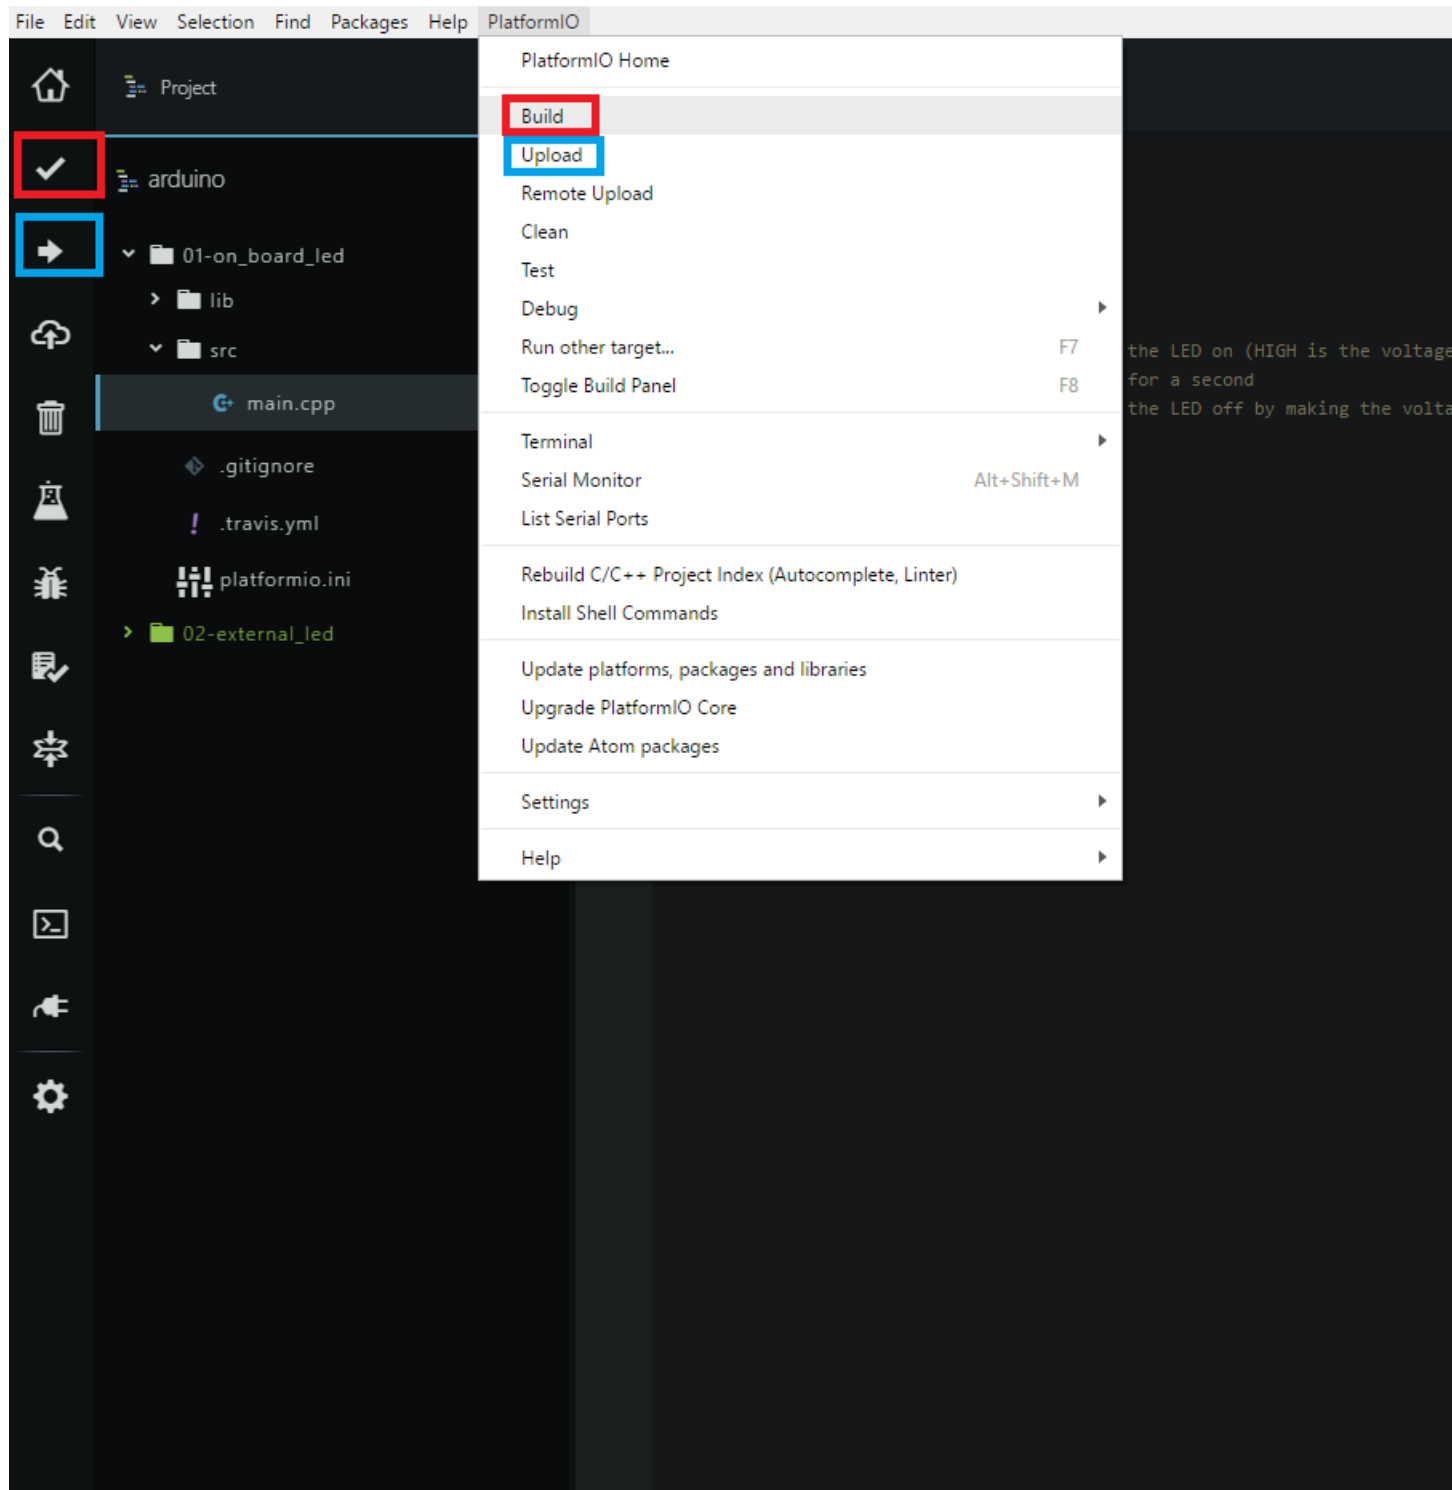 File Edit View Selection Find Packages Help PlatformIO
Project
arduino
01-on_board_led
lib
src
main.cpp
.gitignore
.travis.yml
platformio.ini
02-external_led
PlatformIO Home
Build
Upload
Remote Upload
Clean
Test
Debug
Run other target... F7
Toggle Build Panel F8
Terminal
Serial Monitor Alt+Shift+M
List Serial Ports
Rebuild C/C++ Project Index (Autocomplete, Linter)
Install Shell Commands
Update platforms, packages and libraries
Upgrade PlatformIO Core
Update Atom packages
Settings
Help
the LED on (HIGH is the voltage
for a second
the LED off by making the volta